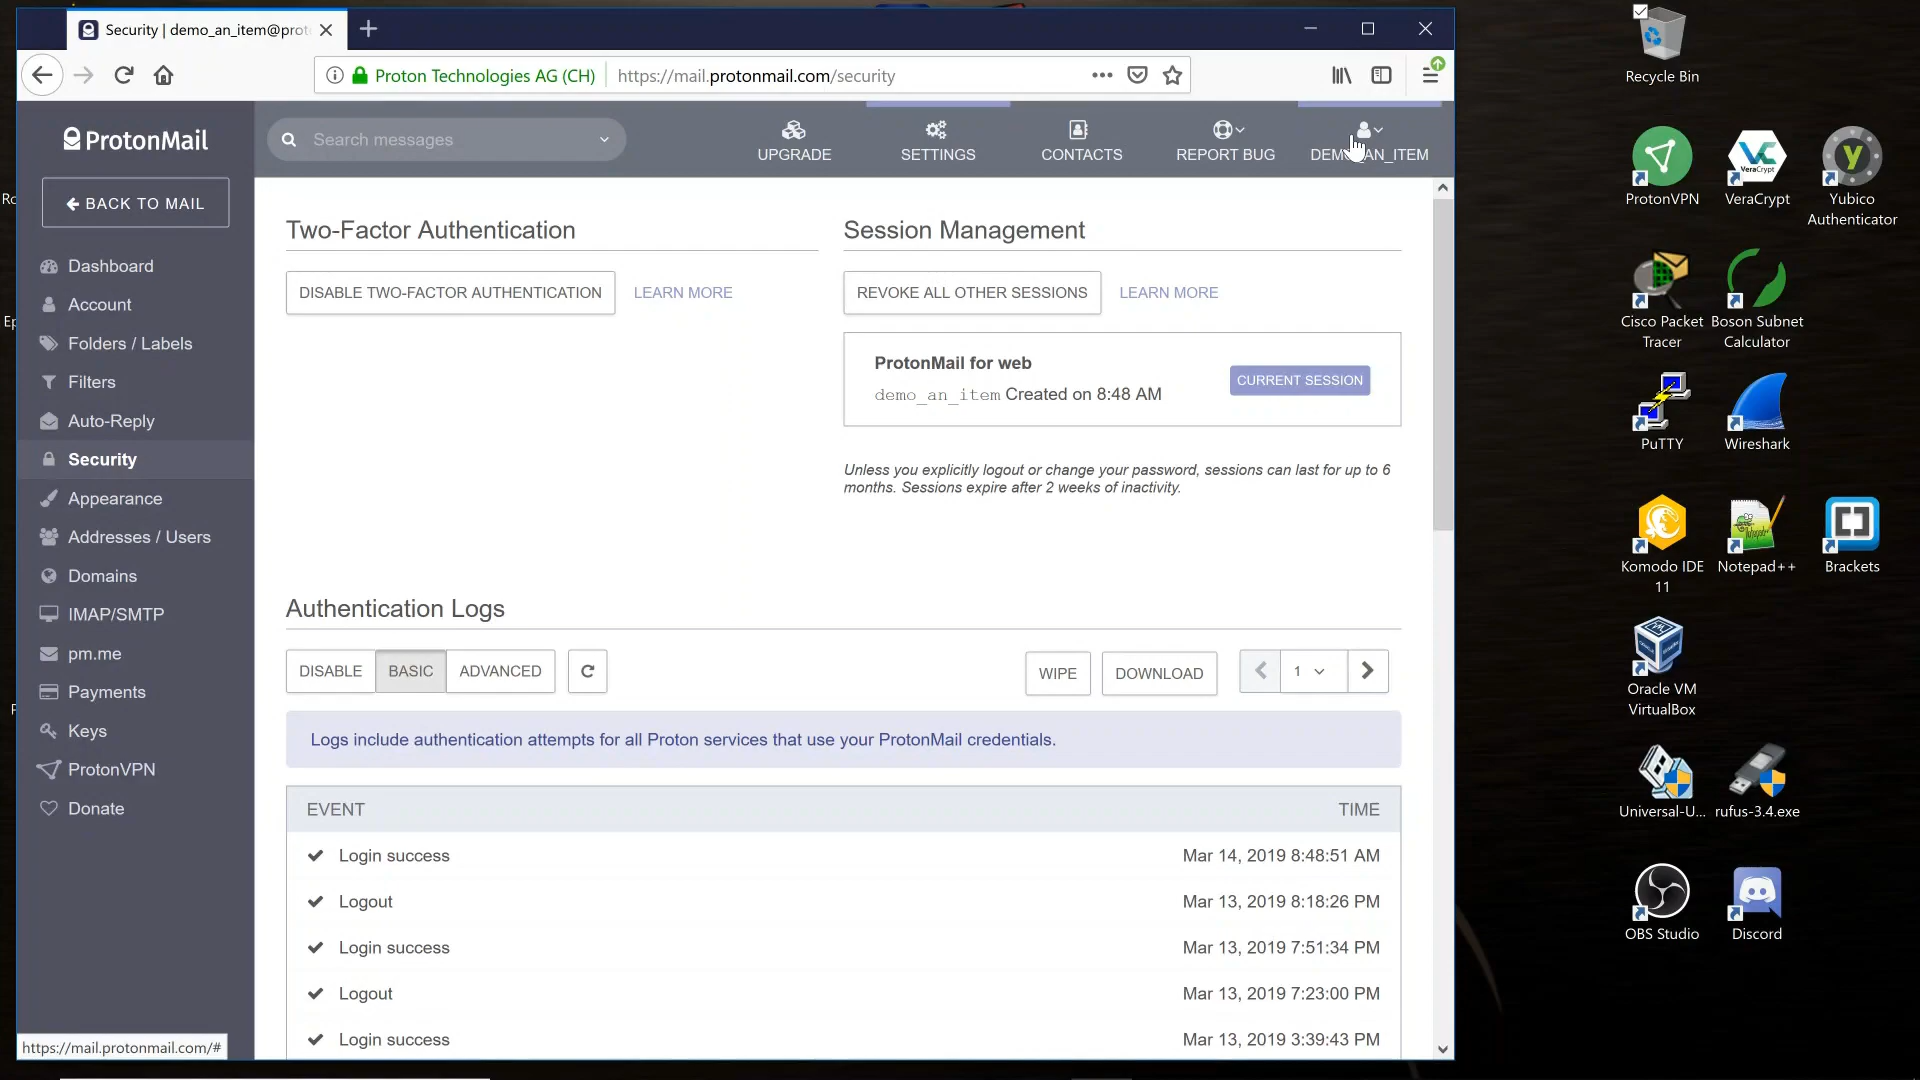 Security | demo_an_item@prot
Proton Technologies AG (CH)
https://mail.protonmail.com/security
ProtonMail
Search messages
UPGRADE
SETTINGS
CONTACTS
REPORT BUG
DEMO_AN_ITEM
BACK TO MAIL
Dashboard
Account
Folders / Labels
Filters
Auto-Reply
Security
Appearance
Addresses / Users
Domains
IMAP/SMTP
pm.me
Payments
Keys
ProtonVPN
Donate
https://mail.protonmail.com/#
Two-Factor Authentication
DISABLE TWO-FACTOR AUTHENTICATION
LEARN MORE
Session Management
REVOKE ALL OTHER SESSIONS
LEARN MORE
ProtonMail for web
demo_an_item Created on 8:48 AM
CURRENT SESSION
Unless you explicitly logout or change your password, sessions can last for up to 6
months. Sessions expire after 2 weeks of inactivity.
Authentication Logs
DISABLE
BASIC
ADVANCED
WIPE
DOWNLOAD
1
Logs include authentication attempts for all Proton services that use your ProtonMail credentials.
EVENT TIME
Login success Mar 14, 2019 8:48:51 AM
Logout Mar 13, 2019 8:18:26 PM
Login success Mar 13, 2019 7:51:34 PM
Logout Mar 13, 2019 7:23:00 PM
Login success Mar 13, 2019 3:39:43 PM
Recycle Bin
ProtonVPN
VeraCrypt
VeraCrypt
Yubico
Authenticator
Cisco Packet
Tracer
Boson Subnet
Calculator
PuTTY
Wireshark
Komodo IDE
11
Notepad++
Brackets
Oracle VM
VirtualBox
Universal-U...
rufus-3.4.exe
OBS Studio
Discord